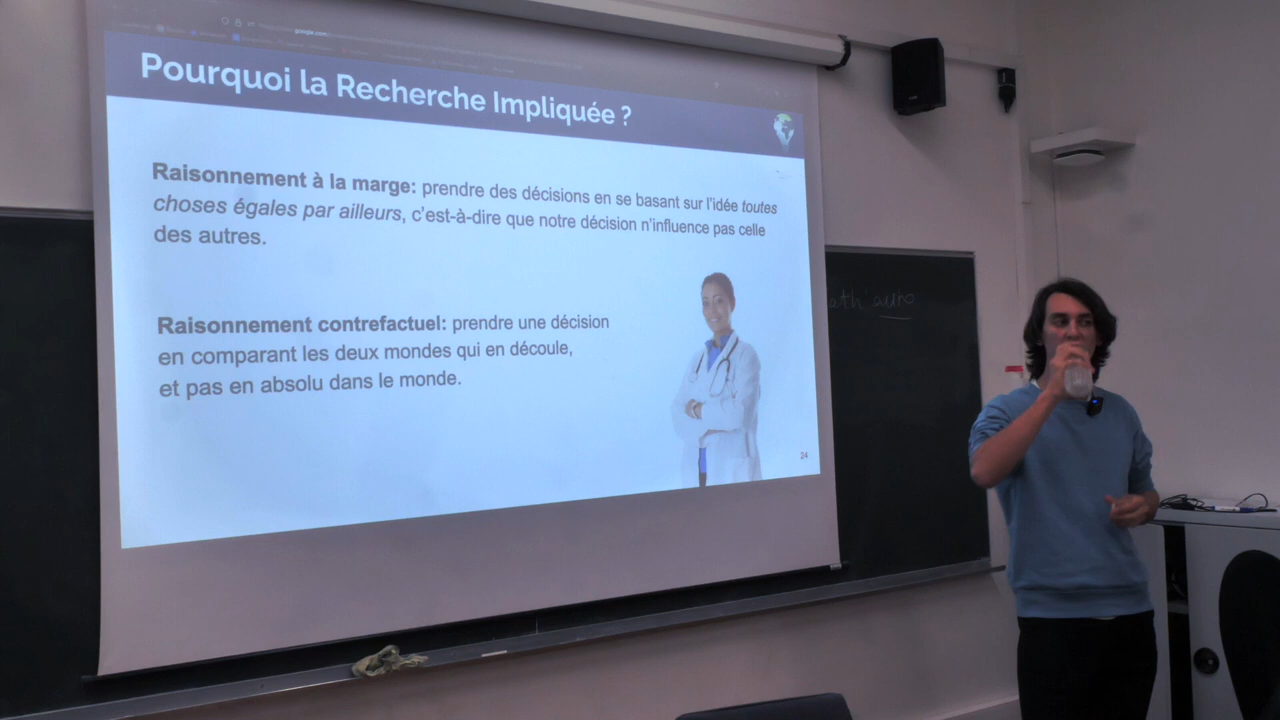 google.com
Pourquoi la Recherche Impliquée ?
Raisonnement à la marge: prendre des décisions en se basant sur l'idée toutes
choses égales par ailleurs, c'est-à-dire que notre décision n'influence pas celle
des autres.
Raisonnement contrefactuel: prendre une décision
en comparant les deux mondes qui en découle,
et pas en absolu dans le monde.
24